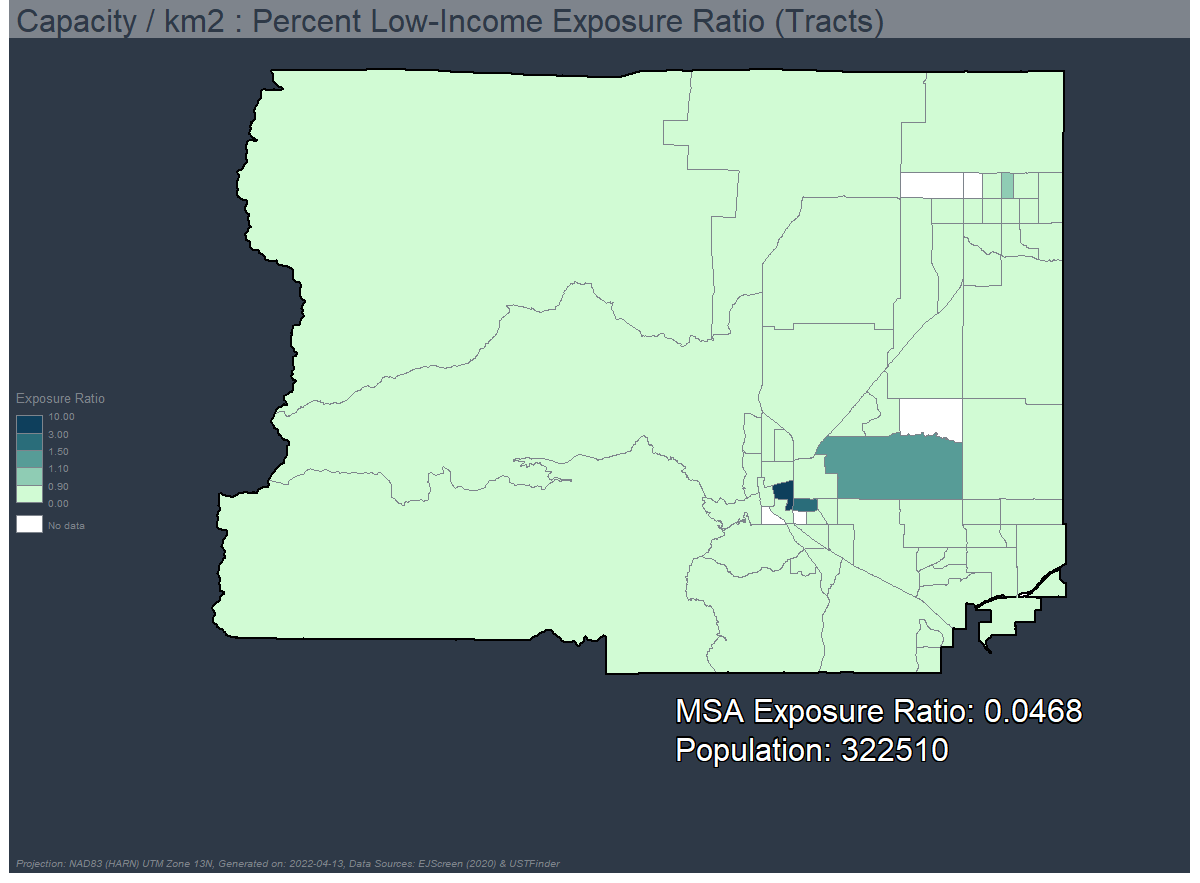 Capacity / km2 : Percent Low-Income Exposure Ratio (Tracts)
Exposure Ratio
10.00
3.00
1.50
1.10
0.90
0.00
No data
MSA Exposure Ratio: 0.0468
Population: 322510
Projection: NAD83 (HARN) UTM Zone 13N, Generated on: 2022-04-13, Data Sources: EJScreen (2020) & USTFinder